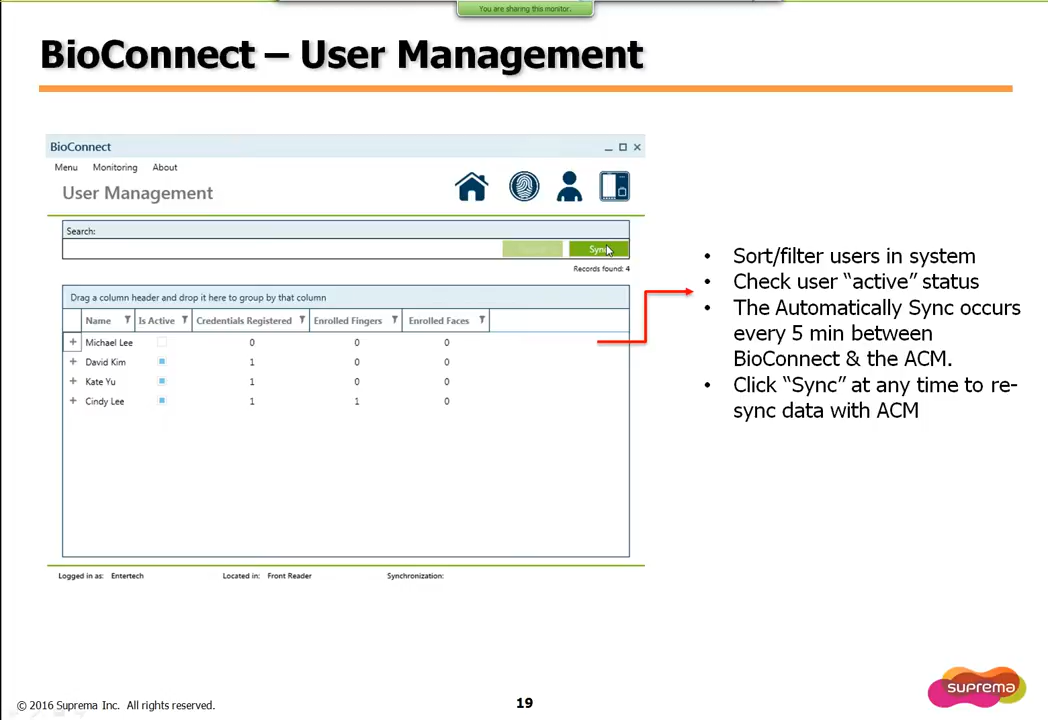 You are sharing this monitor.
BioConnect – User Management
BioConnect
Menu Monitoring About
User Management
Search:
Sync
Records found: 4
Drag a column header and drop it here to group by that column
Name Is Active Credentials Registered Enrolled Fingers Enrolled Faces
+ Michael Lee 0 0 0
+ David Kim 1 0 0
+ Kate Yu 1 0 0
+ Cindy Lee 1 1 0
Logged in as: Entertech Located in: Front Reader Synchronization:
• Sort/filter users in system
• Check user “active” status
• The Automatically Sync occurs
every 5 min between
BioConnect & the ACM.
• Click “Sync” at any time to re-
sync data with ACM
© 2016 Suprema Inc. All rights reserved.
19
suprema